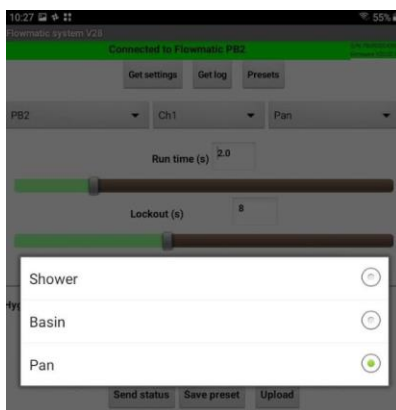 10:27 55%
Flowmatic system V28
Connected to Flowmatic PB2
Get settings Get log Presets
PB2 Ch1 Pan
Run time (s) 2.0
Lockout (s) 8
Shower
Basin
Pan
Send status Save preset Upload